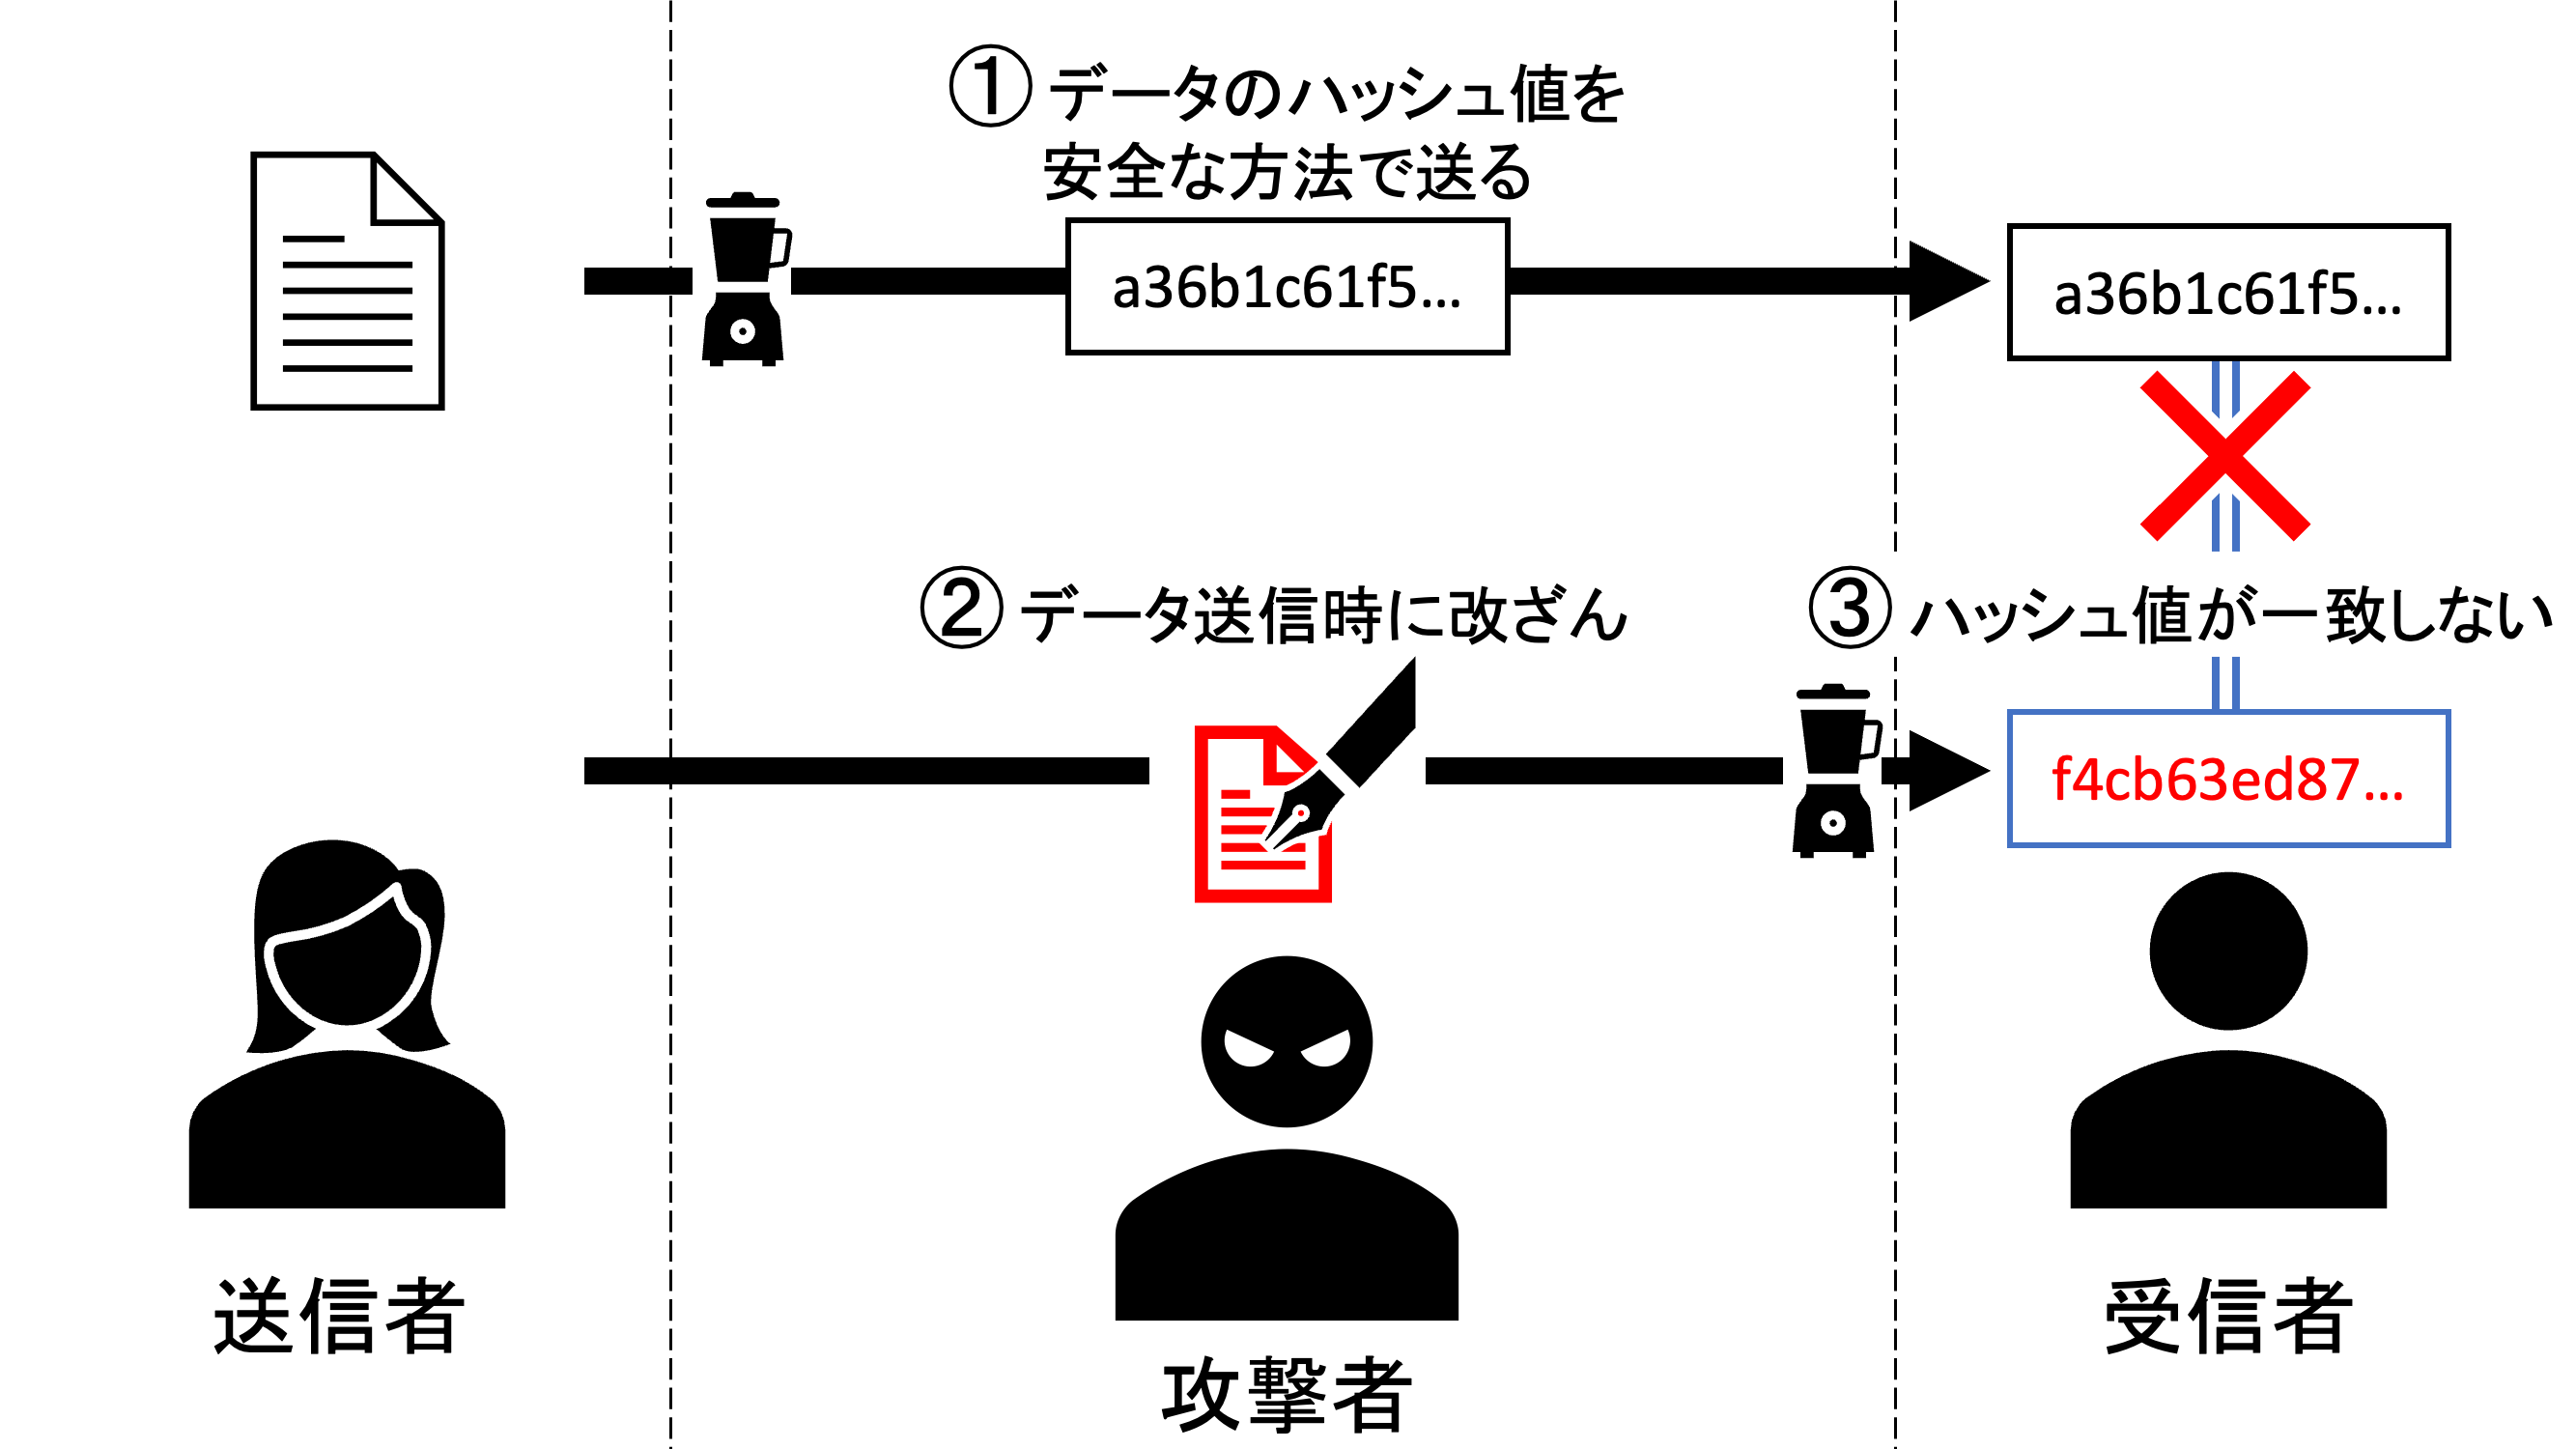 ① データのハッシュ値を
安全な方法で送る
a36b1c61f5...
a36b1c61f5...
② データ送信時に改ざん
③ ハッシュ値が一致しない
f4cb63ed87...
送信者
攻撃者
受信者